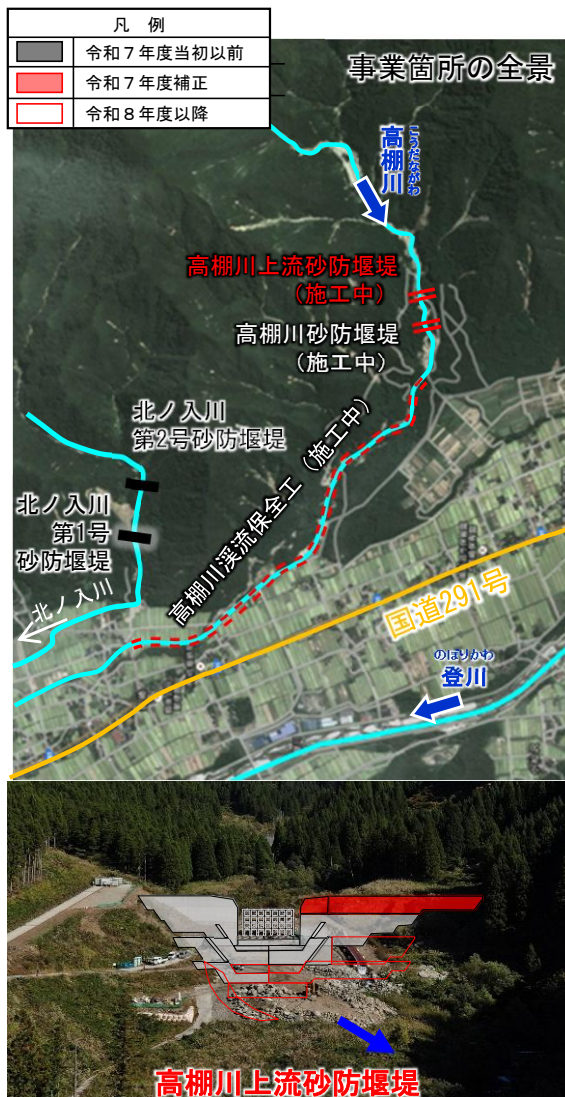 凡 例
令和７年度当初以前
令和７年度補正
令和８年度以降
事業箇所の全景
高棚川
こうだながわ
高棚川上流砂防堰堤
(施工中)
高棚川砂防堰堤
(施工中)
北ノ入川
第2号砂防堰堤
北ノ入川
第1号
砂防堰堤
高棚川渓流保全工（施工中）
北ノ入川
国道291号
のぼりかわ
登川
高棚川上流砂防堰堤